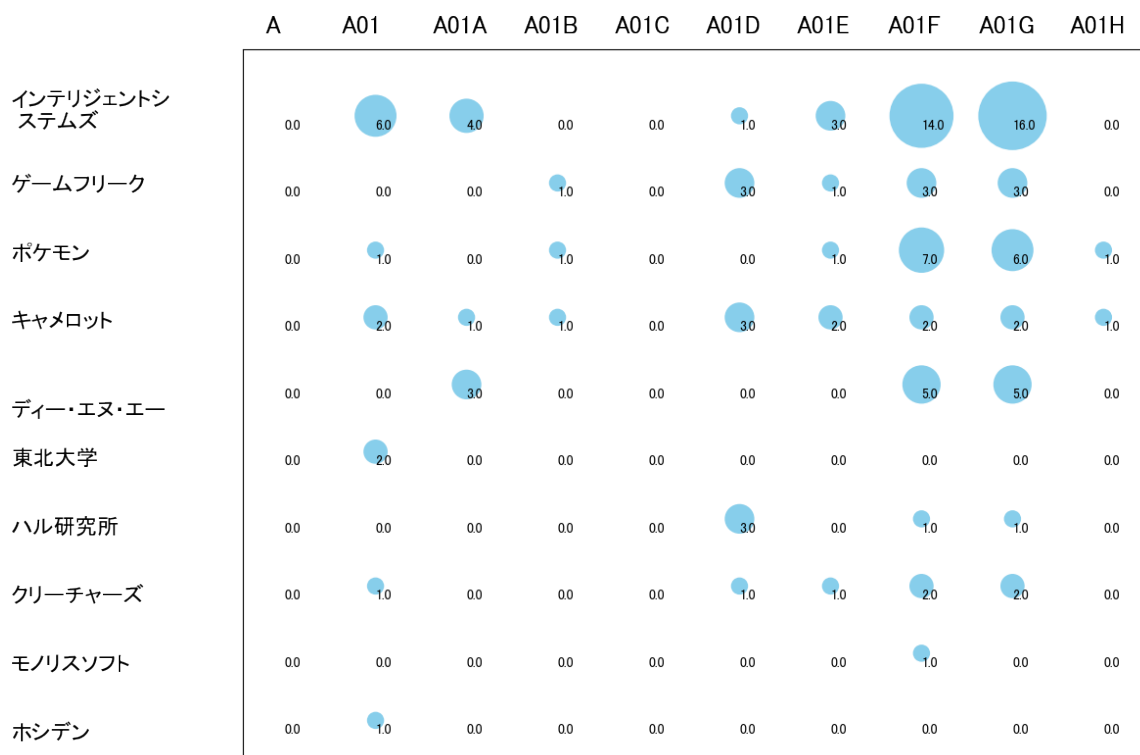 A A01 A01A A01B A01C A01D A01E A01F A01G A01H
インテリジェントシ
ステムズ
0.0 6.0 4.0 0.0 0.0 1.0 3.0 14.0 16.0 0.0
ゲームフリーク
0.0 0.0 0.0 1.0 0.0 3.0 1.0 3.0 3.0 0.0
ポケモン
0.0 1.0 0.0 1.0 0.0 0.0 1.0 7.0 6.0 1.0
キャメロット
0.0 2.0 1.0 1.0 0.0 3.0 2.0 2.0 2.0 1.0
ディー・エヌ・エー
0.0 0.0 3.0 0.0 0.0 0.0 0.0 5.0 5.0 0.0
東北大学
0.0 2.0 0.0 0.0 0.0 0.0 0.0 0.0 0.0 0.0
ハル研究所
0.0 0.0 0.0 0.0 0.0 3.0 0.0 1.0 1.0 0.0
クリーチャーズ
0.0 1.0 0.0 0.0 0.0 1.0 1.0 2.0 2.0 0.0
モノリスソフト
0.0 0.0 0.0 0.0 0.0 0.0 0.0 1.0 0.0 0.0
ホシデン
0.0 1.0 0.0 0.0 0.0 0.0 0.0 0.0 0.0 0.0